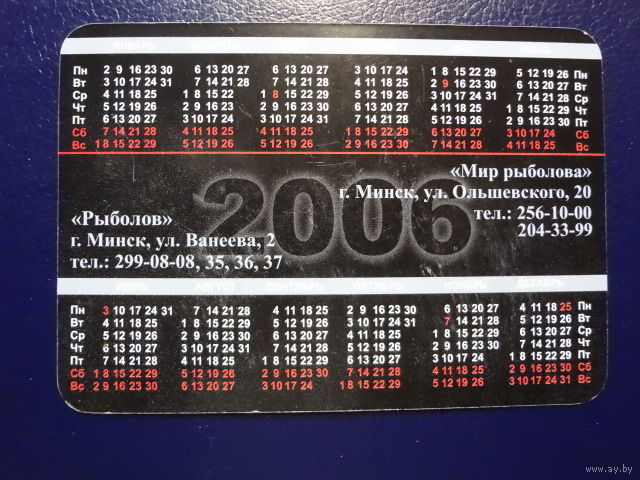 ЯНВАРЬ ФЕВРАЛЬ МАЙ ИЮНЬ
Пн 2 9 16 23 30 6 13 20 27 6 13 20 27 3 10 17 24 1 8 15 22 29 5 12 19 26 Пн
Вт 3 10 17 24 31 7 14 21 28 7 14 21 28 4 11 18 25 2 9 16 23 30 6 13 20 27 Вт
Ср 4 11 18 25 1 8 15 22 1 8 15 22 29 5 12 19 26 3 10 17 24 31 7 14 21 28 Ср
Чт 5 12 19 26 2 9 16 23 2 9 16 23 30 6 13 20 27 4 11 18 25 1 8 15 22 29 Чт
Пт 6 13 20 27 3 10 17 24 3 10 17 24 31 7 14 21 28 5 12 19 26 2 9 16 23 30 Пт
Сб 7 14 21 28 4 11 18 25 4 11 18 25 1 8 15 22 29 6 13 20 27 3 10 17 24 Сб
Вс 1 8 15 22 29 5 12 19 26 5 12 19 26 2 9 16 23 30 7 14 21 28 4 11 18 25 Вс
«Мир рыболова»
г. Минск, ул. Ольшевского, 20
тел.: 256-10-00
204-33-99
2006
«Рыболов»
г. Минск, ул. Ванеева, 2
тел.: 299-08-08, 35, 36, 37
ИЮЛЬ АВГУСТ СЕНТЯБРЬ ОКТЯБРЬ НОЯБРЬ ДЕКАБРЬ
Пн 3 10 17 24 31 7 14 21 28 4 11 18 25 2 9 16 23 30 6 13 20 27 4 11 18 25 Пн
Вт 4 11 18 25 1 8 15 22 29 5 12 19 26 3 10 17 24 31 7 14 21 28 5 12 19 26 Вт
Ср 5 12 19 26 2 9 16 23 30 6 13 20 27 4 11 18 25 1 8 15 22 29 6 13 20 27 Ср
Чт 6 13 20 27 3 10 17 24 31 7 14 21 28 5 12 19 26 2 9 16 23 30 7 14 21 28 Чт
Пт 7 14 21 28 4 11 18 25 1 8 15 22 29 6 13 20 27 3 10 17 24 1 8 15 22 29 Пт
Сб 1 8 15 22 29 5 12 19 26 2 9 16 23 30 7 14 21 28 4 11 18 25 2 9 16 23 30 Сб
Вс 2 9 16 23 30 6 13 20 27 3 10 17 24 1 8 15 22 29 5 12 19 26 3 10 17 24 31 Вс
www.ay.by